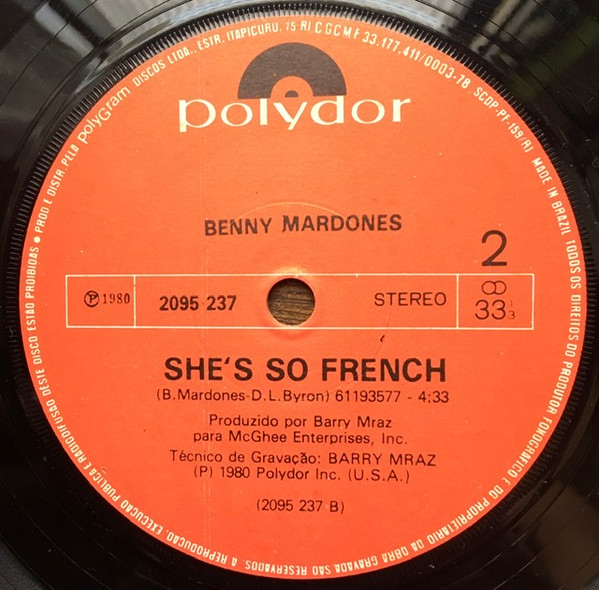 polydor
BENNY MARDONES
2
Ⓟ 1980
2095 237
STEREO
33 1/3
SHE'S SO FRENCH
(B. Mardones-D.L. Byron) 61193577 - 4:33
Produzido por Barry Mraz
para McGhee Enterprises, Inc.
Técnico de Gravação: BARRY MRAZ
(P) 1980 Polydor Inc. (U.S.A.)
(2095 237 B)
PROD E DISTR. PELA polyGram DISCOS LTDA., ESTR. ITAPICURU, 75 RJ CGCMF 33.177.411/0003-78 SCDP-PF-159/RJ MADE IN BRAZIL TODOS OS DIREITOS DO PRODUTOR FONOGRÁFICO E DO PROPRIETÁRIO DA OBRA GRAVADA SÃO RESERVADOS A REPRODUÇÃO, EXECUÇÃO PÚBLICA E RADIODIFUSÃO DESTE DISCO ESTÃO PROIBIDAS •